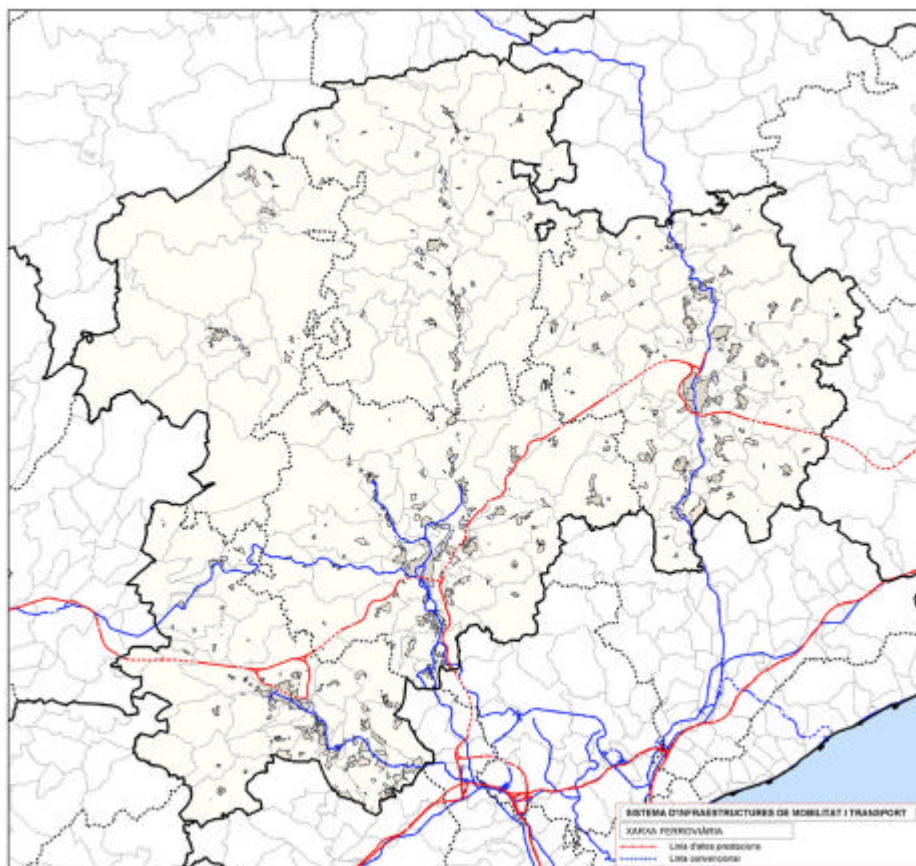 SISTEMA D'INFRAESTRUCTURES DE MOBILITAT I TRANSPORT
XARXA FERROVIÀRIA
Línia d'altes prestacions
Línia convencional